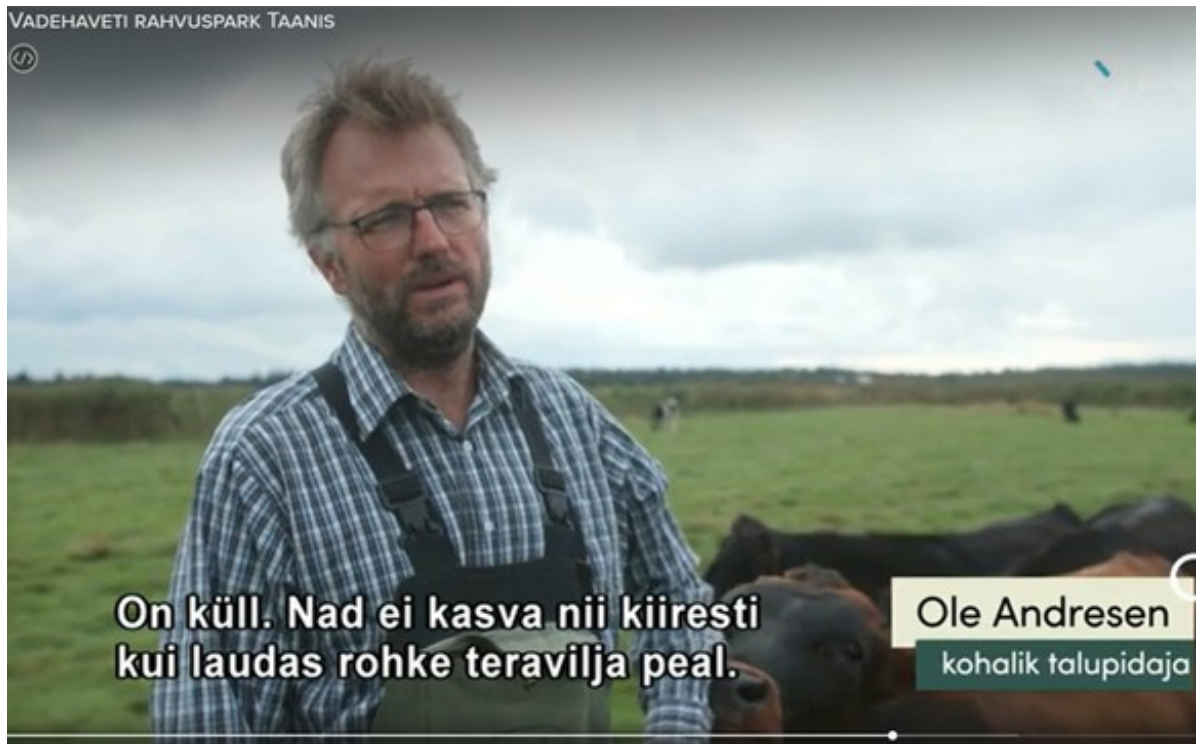 VADEHAVETI RAHVUSPARK TAANIS
</>
On küll. Nad ei kasva nii kiiresti
kui laudas rohke teravilja peal.
Ole Andresen
kohalik talupidaja